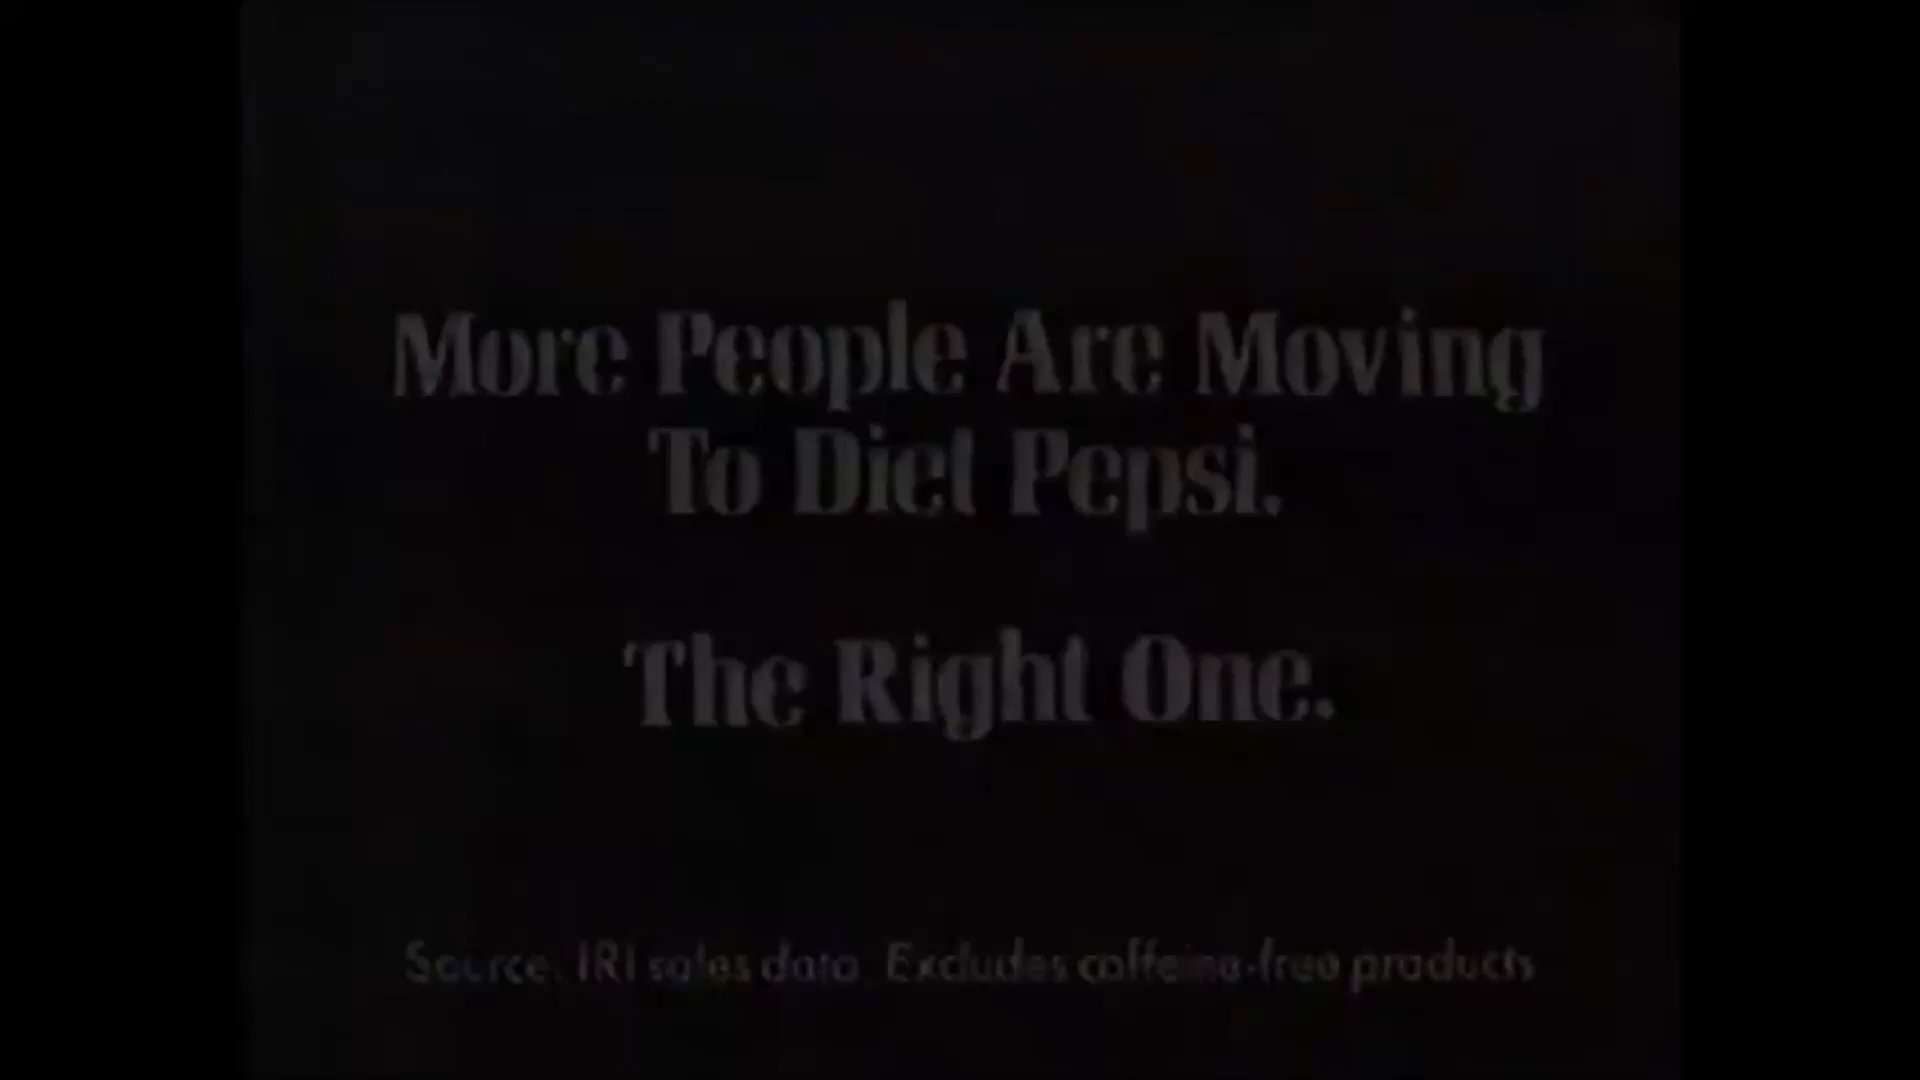 More People Are Moving
To Diet Pepsi.
The Right One.
Source: IRI sales data. Excludes caffeine-free products